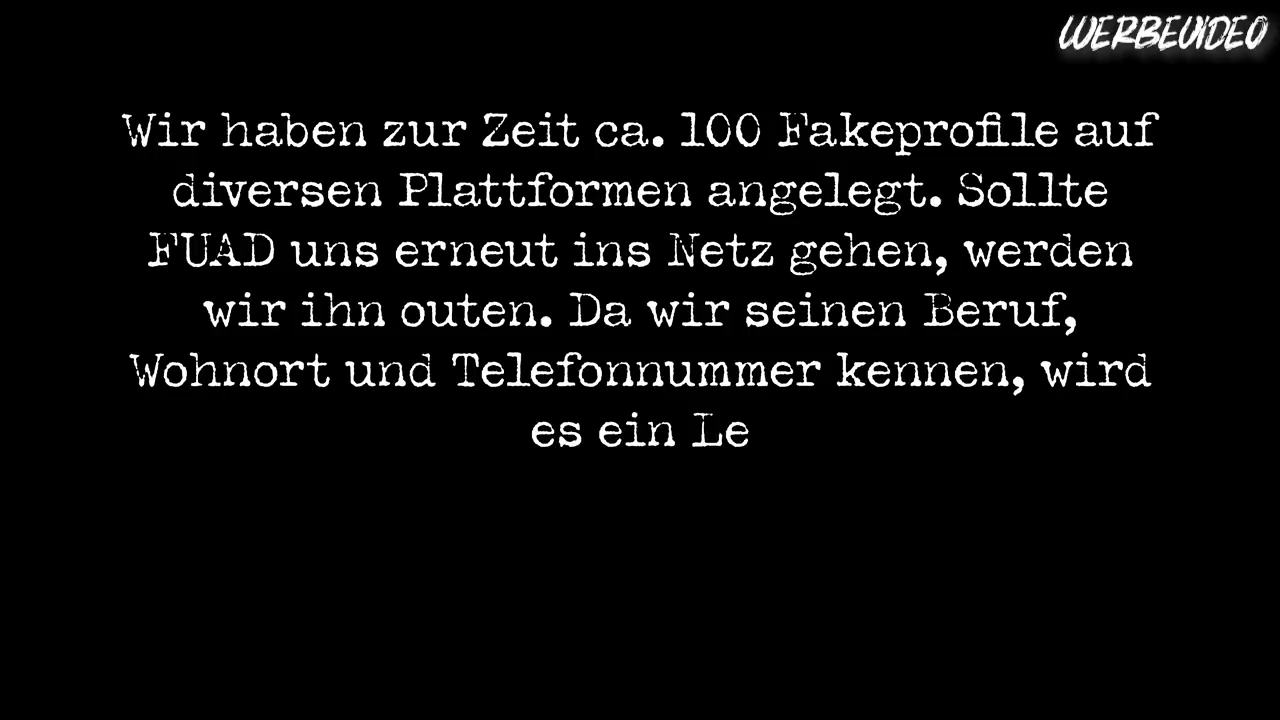 WERBEVIDEO
Wir haben zur Zeit ca. 100 Fakeprofile auf
diversen Plattformen angelegt. Sollte
FUAD uns erneut ins Netz gehen, werden
wir ihn outen. Da wir seinen Beruf,
Wohnort und Telefonnummer kennen, wird
es ein Le